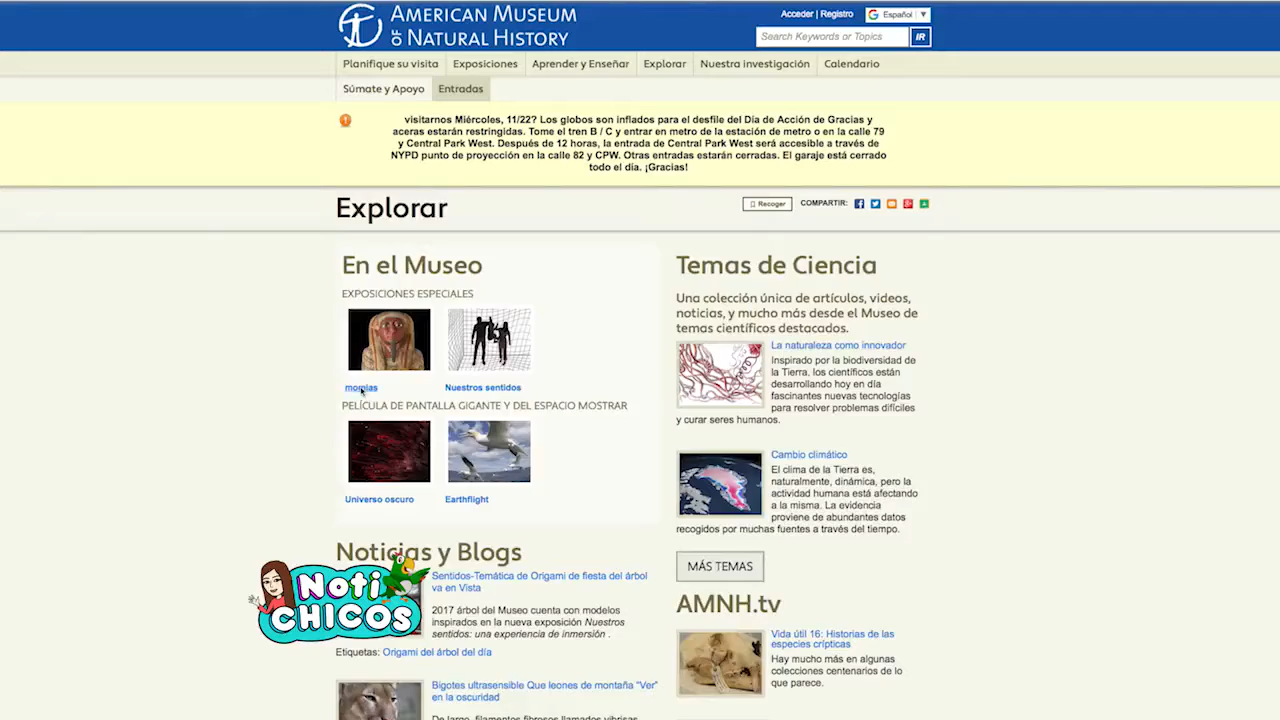 AMERICAN MUSEUM
OF NATURAL HISTORY
Acceder | Registro
Español
Search Keywords or Topics
IR
Planifique su visita
Exposiciones
Aprender y Enseñar
Explorar
Nuestra investigación
Calendario
Súmate y Apoyo
Entradas
visitarnos Miércoles, 11/22? Los globos son inflados para el desfile del Día de Acción de Gracias y
aceras estarán restringidas. Tome el tren B / C y entrar en metro de la estación de metro o en la calle 79
y Central Park West. Después de 12 horas, la entrada de Central Park West será accesible a través de
NYPD punto de proyección en la calle 82 y CPW. Otras entradas estarán cerradas. El garaje está cerrado
todo el día. ¡Gracias!
Explorar
Recoger
COMPARTIR:
En el Museo
EXPOSICIONES ESPECIALES
momias
Nuestros sentidos
PELÍCULA DE PANTALLA GIGANTE Y DEL ESPACIO MOSTRAR
Universo oscuro
Earthflight
Noticias y Blogs
Sentidos-Temática de Origami de fiesta del árbol
va en Vista
2017 árbol del Museo cuenta con modelos
inspirados en la nueva exposición Nuestros
sentidos: una experiencia de inmersión .
Etiquetas: Origami del árbol del día
Bigotes ultrasensible Que leones de montaña "Ver"
en la oscuridad
De largo, filamentos fibrosos llamados vibrisas
Noti
CHICOS
Temas de Ciencia
Una colección única de artículos, videos,
noticias, y mucho más desde el Museo de
temas científicos destacados.
La naturaleza como innovador
Inspirado por la biodiversidad de
la Tierra, los científicos están
desarrollando hoy en día
fascinantes nuevas tecnologías
para resolver problemas difíciles
y curar seres humanos.
Cambio climático
El clima de la Tierra es,
naturalmente, dinámica, pero la
actividad humana está afectando
a la misma. La evidencia
proviene de abundantes datos
recogidos por muchas fuentes a través del tiempo.
MÁS TEMAS
AMNH.tv
Vida útil 16: Historias de las
especies crípticas
Hay mucho más en algunas
colecciones centenarios de lo
que parece.